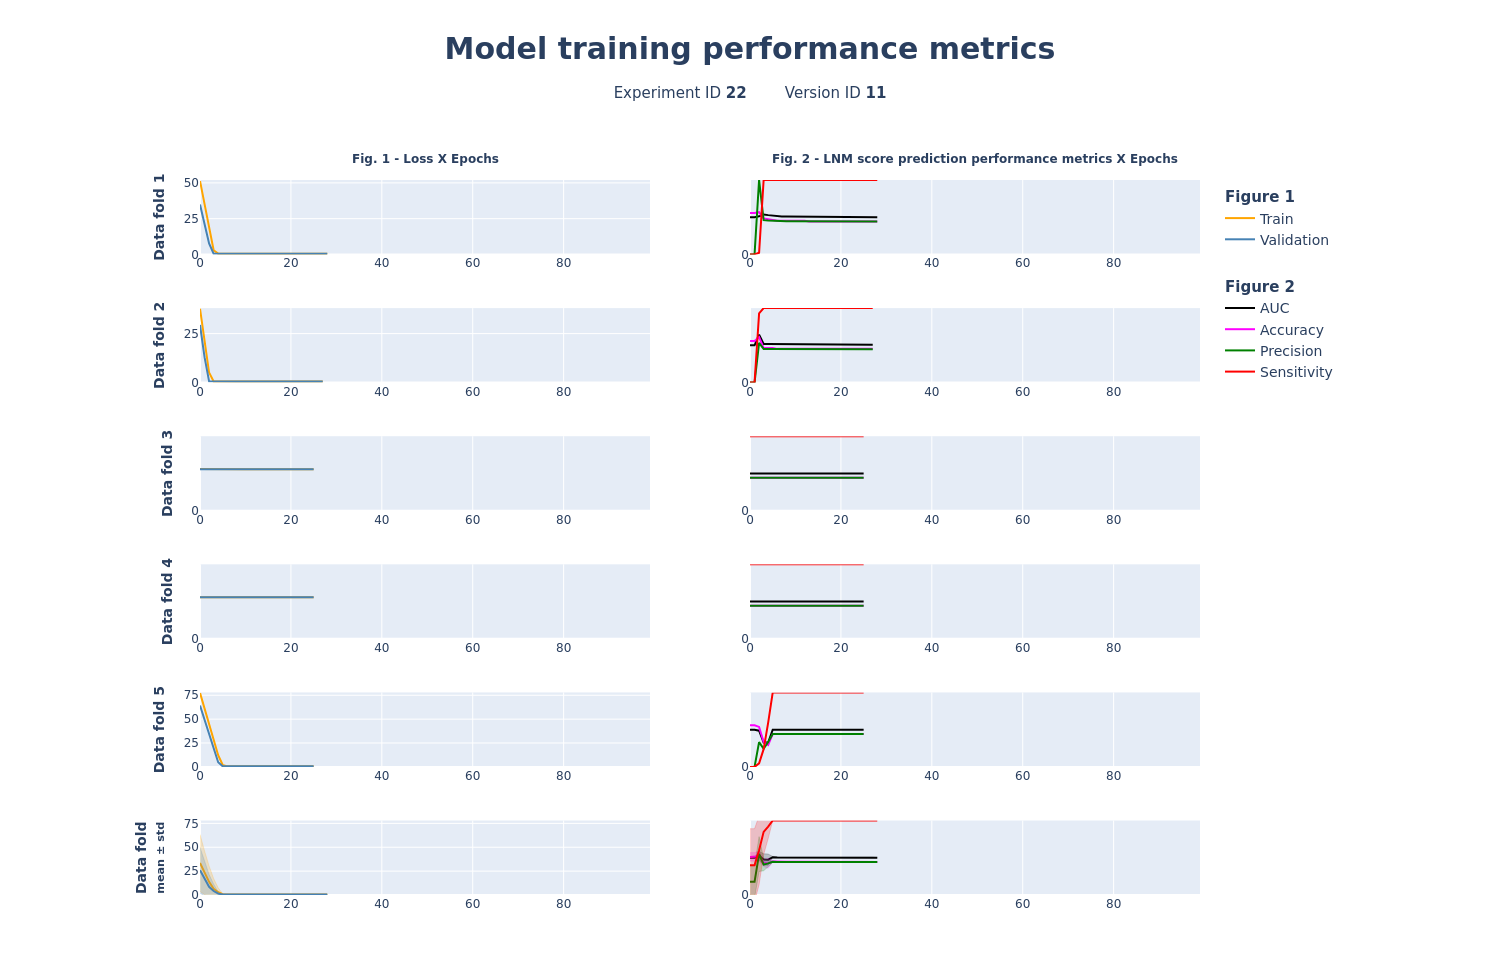 Model training performance metrics
Experiment ID 22 Version ID 11
Fig. 1 - Loss X Epochs
Fig. 2 - LNM score prediction performance metrics X Epochs
Data fold 1
50
25
0
0 20 40 60 80
0
0 20 40 60 80
Figure 1
Train
Validation
Figure 2
AUC
Accuracy
Precision
Sensitivity
Data fold 2
25
0
0 20 40 60 80
0
0 20 40 60 80
Data fold 3
0
0 20 40 60 80
0
0 20 40 60 80
Data fold 4
0
0 20 40 60 80
0
0 20 40 60 80
Data fold 5
75
50
25
0
0 20 40 60 80
0
0 20 40 60 80
Data fold
mean ± std
75
50
25
0
0 20 40 60 80
0
0 20 40 60 80